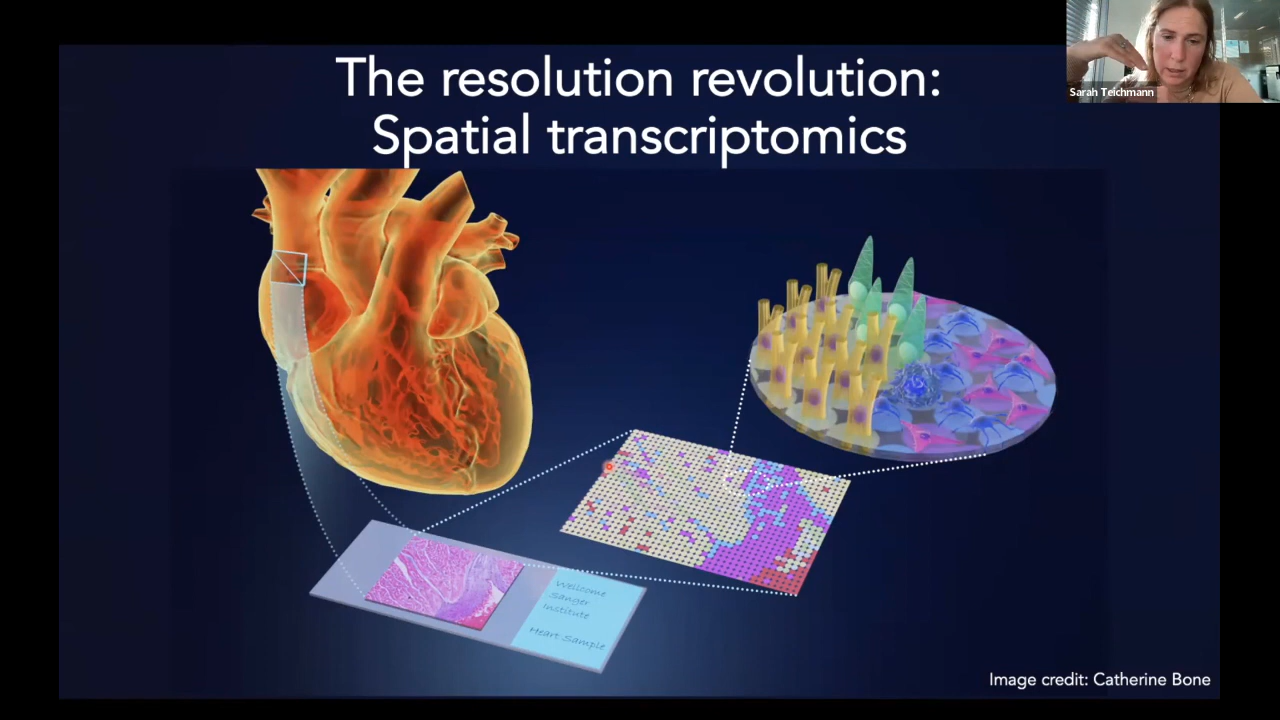 The resolution revolution:
Spatial transcriptomics
Sarah Teichmann
Wellcome
Sanger
Institute
Heart Sample
Image credit: Catherine Bone